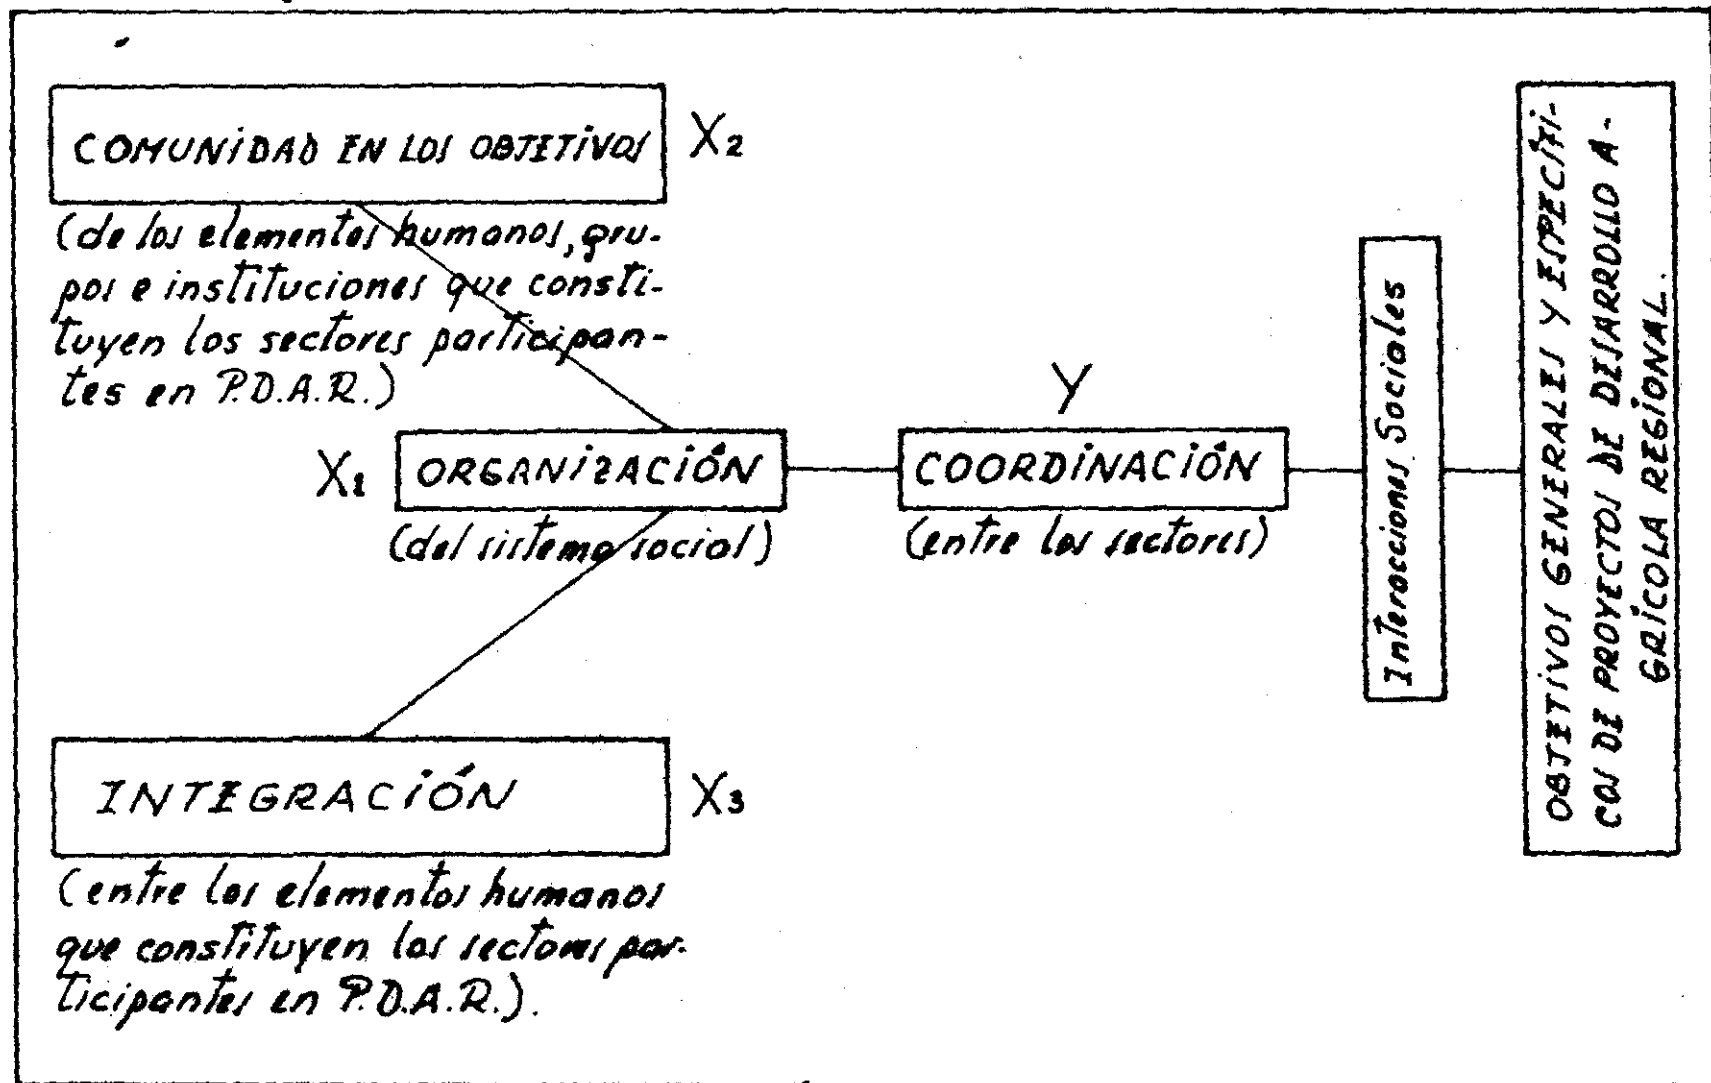 COMUNIDAD EN LOS OBJETIVOS
X2
(de los elementos humanos, gru-
pos e instituciones que consti-
tuyen los sectores participan-
tes en P.D.A.R.)
X1
ORGANIZACIÓN
(del sistema social)
Y
COORDINACIÓN
(entre los sectores)
INTEGRACIÓN
X3
(entre los elementos humanos
que constituyen los sectores par-
ticipantes en P.D.A.R.).
Interacciones Sociales
OBJETIVOS GENERALES Y ESPECÍFI-
COS DE PROYECTOS DE DESARROLLO A-
GRÍCOLA REGIONAL.